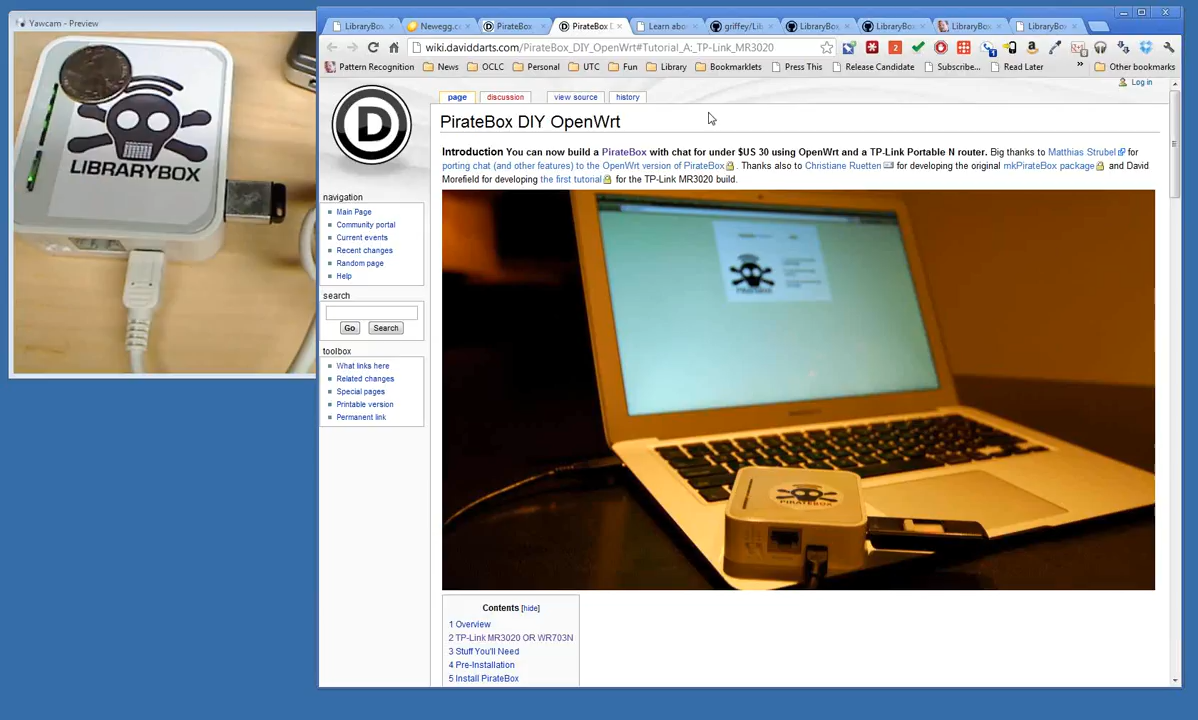 Yawcam - Preview
LIBRARYBOX
LibraryBox
Newegg.c
PirateBox
PirateBox D
Learn abo
griffey/Li
LibraryBo
LibraryBo
LibraryBo
LibraryBo
wiki.daviddarts.com/PirateBox_DIY_OpenWrt#Tutorial_A:_TP-Link_MR3020
Pattern Recognition
News
OCLC
Personal
UTC
Fun
Library
Bookmarklets
Press This
Release Candidate
Subscribe...
Read Later
»
Other bookmarks
Log in
page
discussion
view source
history
D
PirateBox DIY OpenWrt
Introduction You can now build a PirateBox with chat for under $US 30 using OpenWrt and a TP-Link Portable N router. Big thanks to Matthias Strubel for
porting chat (and other features) to the OpenWrt version of PirateBox. Thanks also to Christiane Ruetten for developing the original mkPirateBox package and David
Morefield for developing the first tutorial for the TP-Link MR3020 build.
navigation
Main Page
Community portal
Current events
Recent changes
Random page
Help
search
Go
Search
toolbox
What links here
Related changes
Special pages
Printable version
Permanent link
PIRATEBOX
Contents [hide]
1 Overview
2 TP-Link MR3020 OR WR703N
3 Stuff You'll Need
4 Pre-Installation
5 Install PirateBox